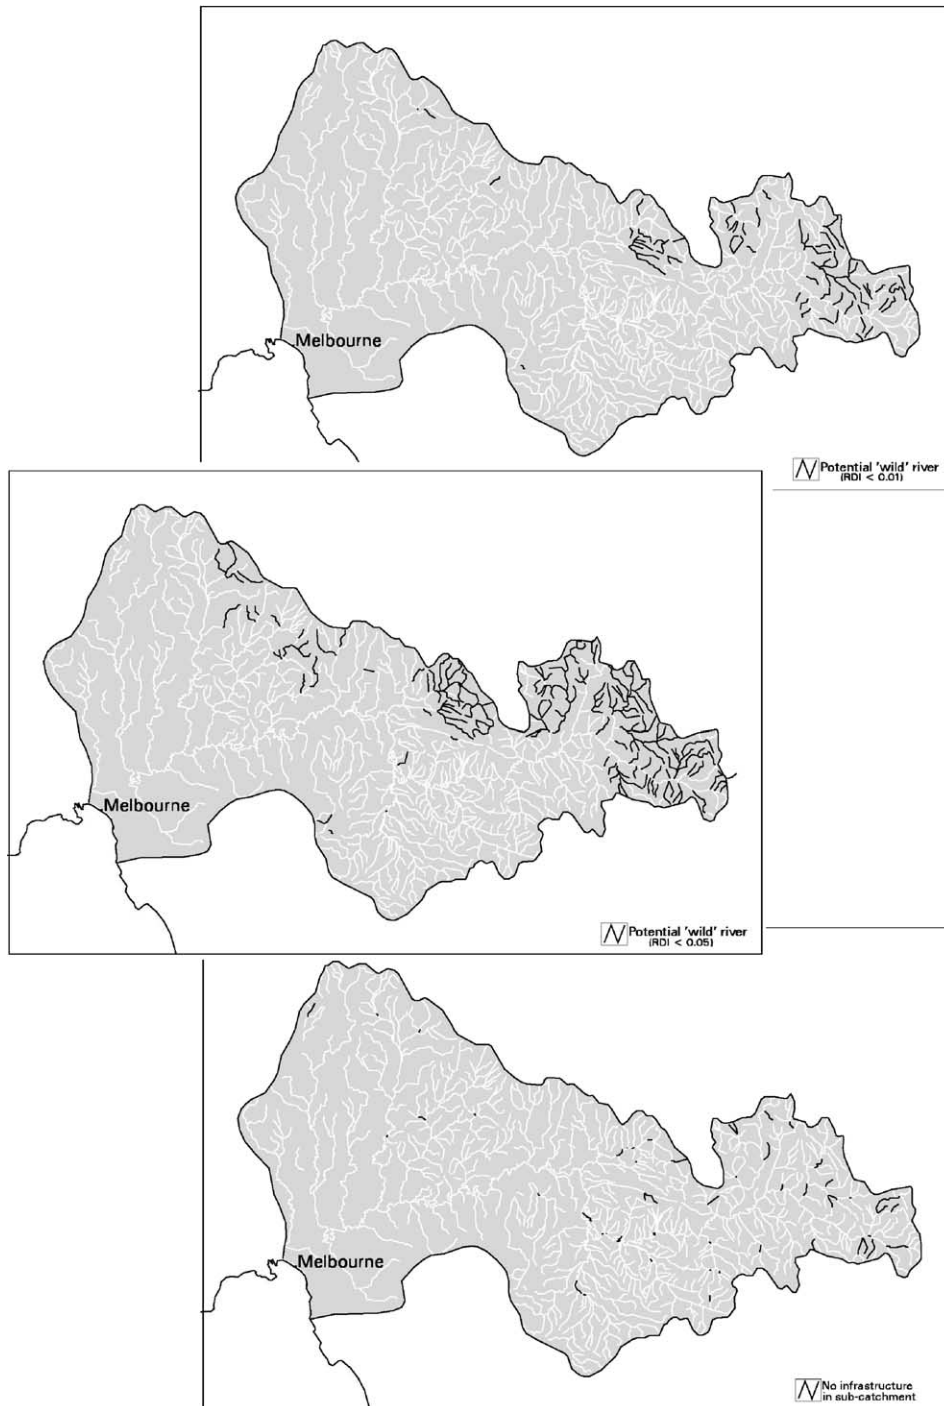 Melbourne
Potential 'wild' river
(RDI < 0.01)
Melbourne
Potential 'wild' river
(RDI < 0.05)
Melbourne
No infrastructure
in sub-catchment